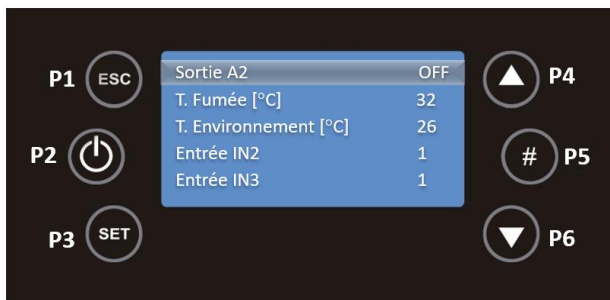 P1 ESC
P2
P3 SET
Sortie A2 OFF
T. Fumée [°C] 32
T. Environnement [°C] 26
Entrée IN2 1
Entrée IN3 1
P4
# P5
P6